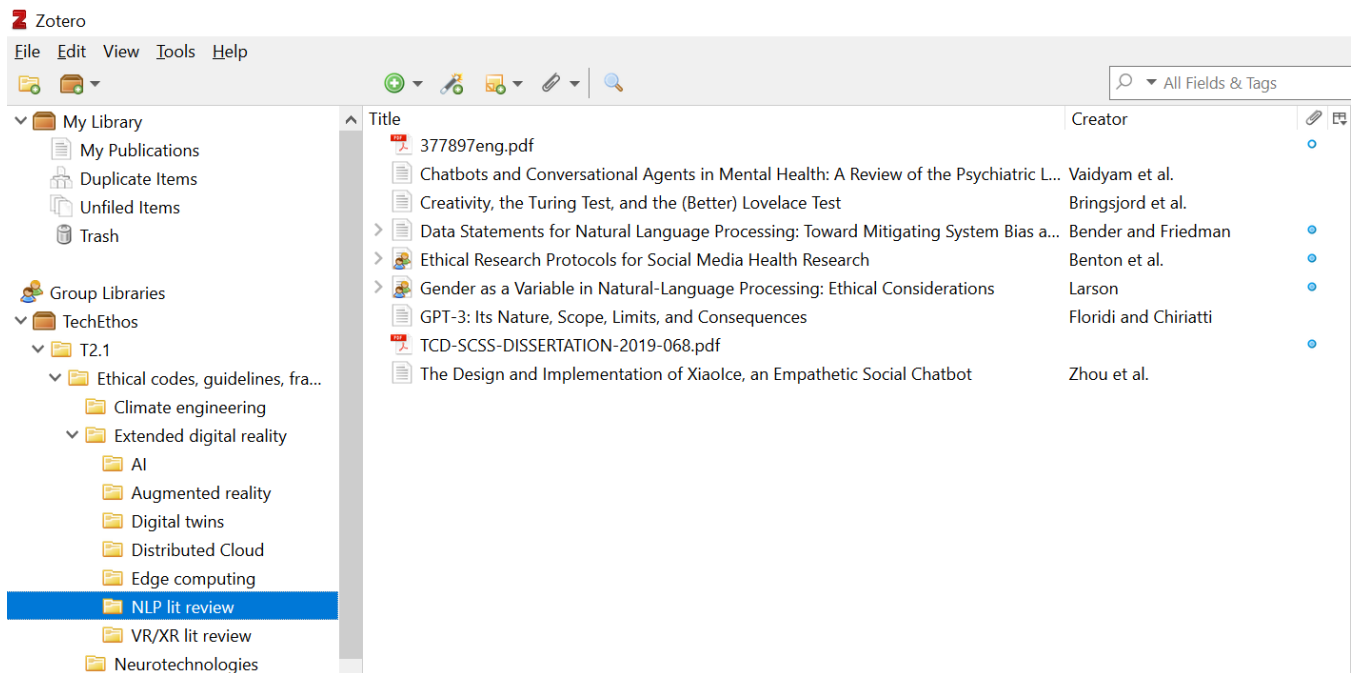 Zotero
File Edit View Tools Help
All Fields & Tags
My Library
My Publications
Duplicate Items
Unfiled Items
Trash
Group Libraries
TechEthos
T2.1
Ethical codes, guidelines, fra...
Climate engineering
Extended digital reality
AI
Augmented reality
Digital twins
Distributed Cloud
Edge computing
NLP lit review
VR/XR lit review
Neurotechnologies
Title Creator
377897eng.pdf
Chatbots and Conversational Agents in Mental Health: A Review of the Psychiatric L... Vaidyam et al.
Creativity, the Turing Test, and the (Better) Lovelace Test Bringsjord et al.
Data Statements for Natural Language Processing: Toward Mitigating System Bias a... Bender and Friedman
Ethical Research Protocols for Social Media Health Research Benton et al.
Gender as a Variable in Natural-Language Processing: Ethical Considerations Larson
GPT-3: Its Nature, Scope, Limits, and Consequences Floridi and Chiriatti
TCD-SCSS-DISSERTATION-2019-068.pdf
The Design and Implementation of XiaoIce, an Empathetic Social Chatbot Zhou et al.